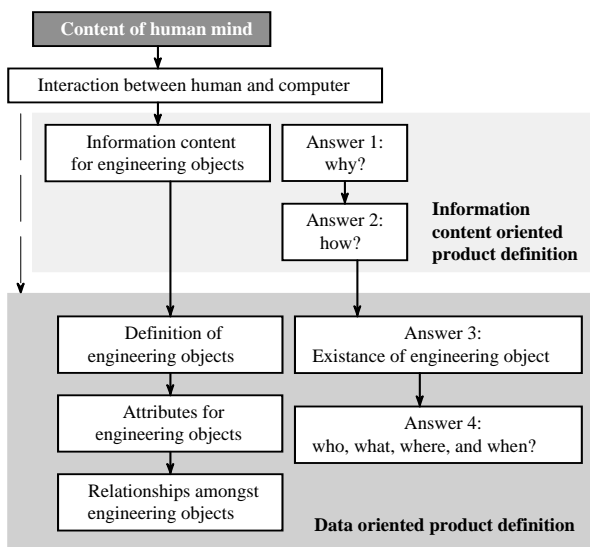 Content of human mind
Interaction between human and computer
Information content
for engineering objects
Answer 1:
why?
Answer 2:
how?
Information
content oriented
product definition
Definition of
engineering objects
Answer 3:
Existance of engineering object
Attributes for
engineering objects
Answer 4:
who, what, where, and when?
Relationships amongst
engineering objects
Data oriented product definition